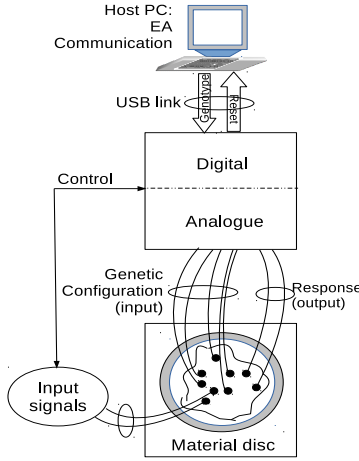 Host PC:
EA
Communication
USB link
Genotype
Reset
Digital
Control
Analogue
Genetic
Configuration
(input)
Response
(output)
Input
signals
Material disc